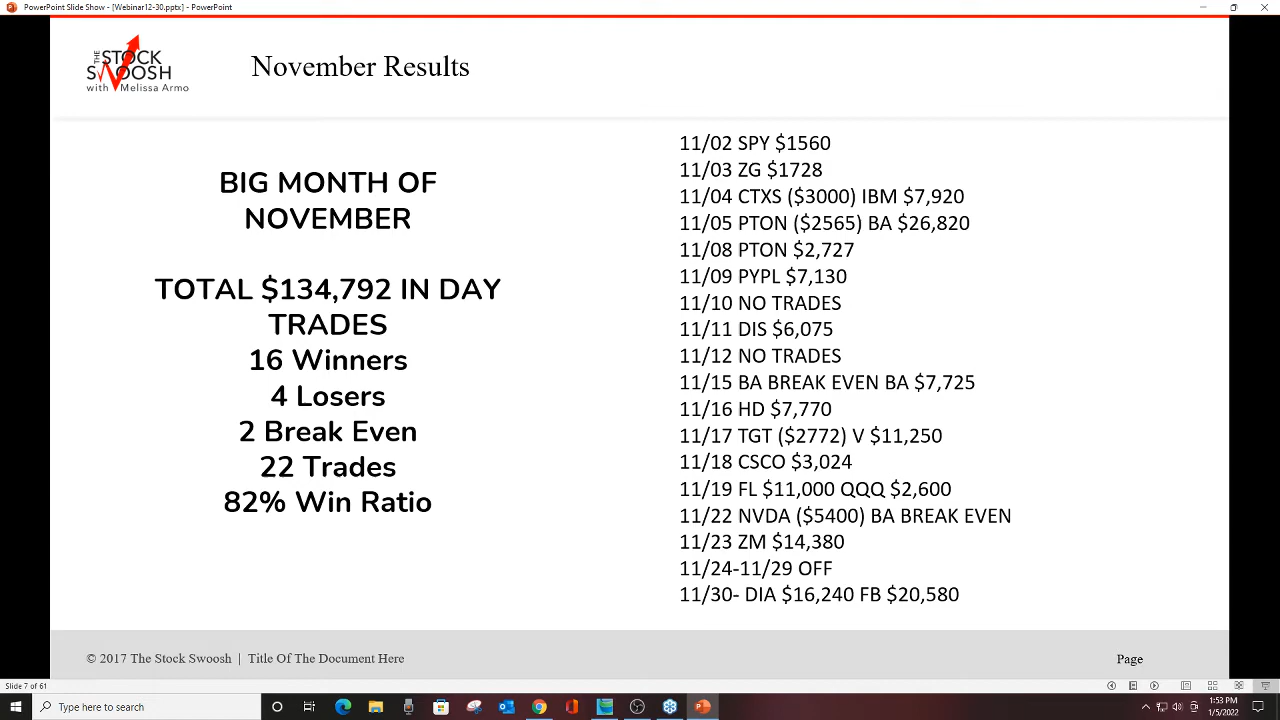 PowerPoint Slide Show - [Webinar12-30.pptx] - PowerPoint
THE
STOCK
SWOOSH
with Melissa Armo
November Results
BIG MONTH OF
NOVEMBER
TOTAL $134,792 IN DAY
TRADES
16 Winners
4 Losers
2 Break Even
22 Trades
82% Win Ratio
11/02 SPY $1560
11/03 ZG $1728
11/04 CTXS ($3000) IBM $7,920
11/05 PTON ($2565) BA $26,820
11/08 PTON $2,727
11/09 PYPL $7,130
11/10 NO TRADES
11/11 DIS $6,075
11/12 NO TRADES
11/15 BA BREAK EVEN BA $7,725
11/16 HD $7,770
11/17 TGT ($2772) V $11,250
11/18 CSCO $3,024
11/19 FL $11,000 QQQ $2,600
11/22 NVDA ($5400) BA BREAK EVEN
11/23 ZM $14,380
11/24-11/29 OFF
11/30- DIA $16,240 FB $20,580
© 2017 The Stock Swoosh | Title Of The Document Here
Page
Slide 7 of 61
Type here to search
1:53 PM
1/5/2022